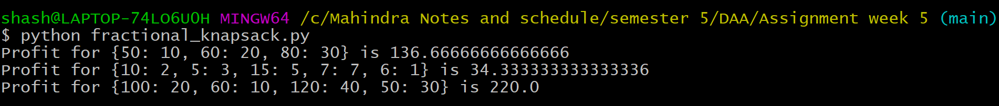 shash@LAPTOP-74LO6U0H MINGW64 /c/Mahindra Notes and schedule/semester 5/DAA/Assignment week 5 (main)
$ python fractional_knapsack.py
Profit for {50: 10, 60: 20, 80: 30} is 136.66666666666666
Profit for {10: 2, 5: 3, 15: 5, 7: 7, 6: 1} is 34.333333333333336
Profit for {100: 20, 60: 10, 120: 40, 50: 30} is 220.0